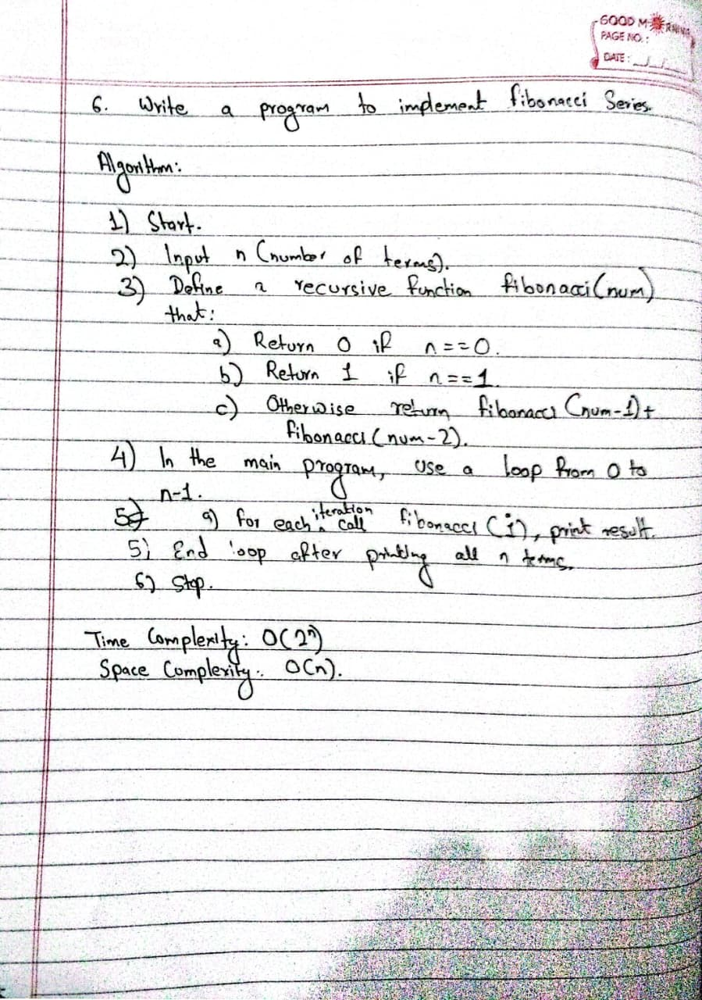 GOOD MORNING
PAGE NO.:
DATE: / /
6. Write a program to implement fibonacci Series.
Algorithm:
1) Start.
2) Input n (number of terms).
3) Define a recursive function fibonacci(num)
that:
a) Return 0 if n==0.
b) Return 1 if n==1.
c) Otherwise return fibonacci (num-1)+
fibonacci (num-2).
4) In the main program, use a loop from 0 to
n-1.
a) for each iteration call fibonacci (i), print result.
5) End loop after printing all n terms.
6) Stop.
Time Complexity: O(2ⁿ)
Space Complexity: O(n).